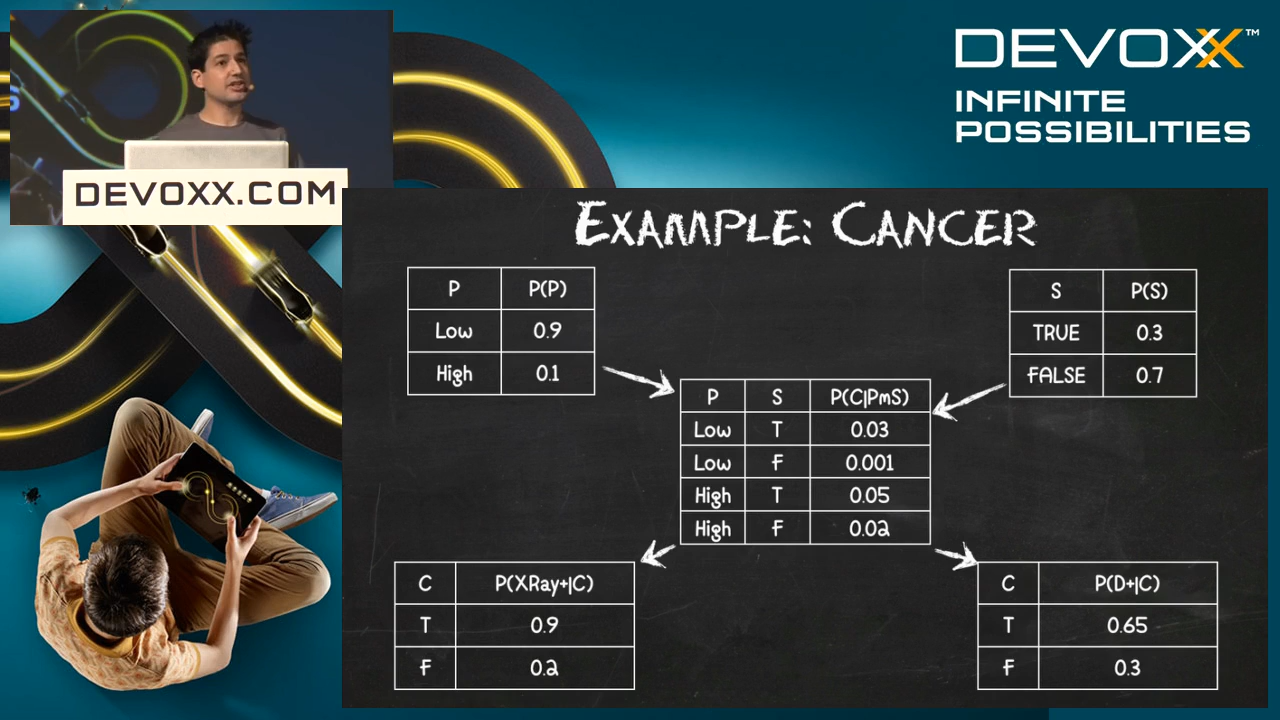 DEVOXX™
INFINITE
POSSIBILITIES
DEVOXX.COM
EXAMPLE: CANCER
P P(P)
Low 0.9
High 0.1
S P(S)
TRUE 0.3
FALSE 0.7
P S P(C|PmS)
Low T 0.03
Low F 0.001
High T 0.05
High F 0.02
C P(XRay+|C)
T 0.9
F 0.2
C P(D+|C)
T 0.65
F 0.3